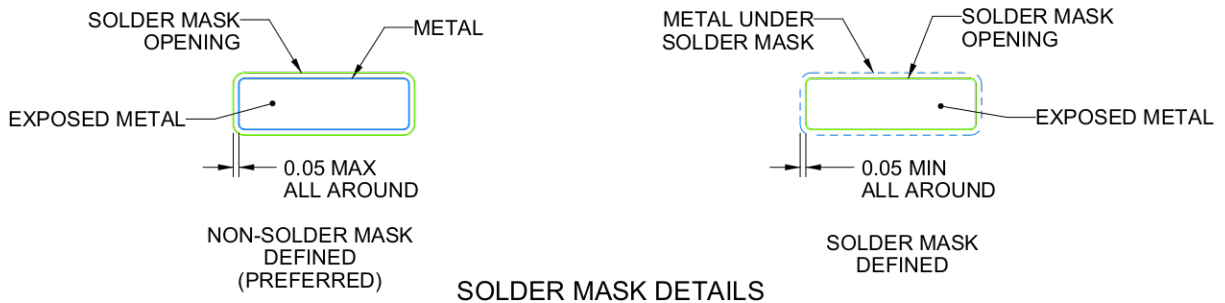 SOLDER MASK
OPENING
METAL
EXPOSED METAL
0.05 MAX
ALL AROUND
NON-SOLDER MASK
DEFINED
(PREFERRED)
METAL UNDER
SOLDER MASK
SOLDER MASK
OPENING
EXPOSED METAL
0.05 MIN
ALL AROUND
SOLDER MASK
DEFINED
SOLDER MASK DETAILS